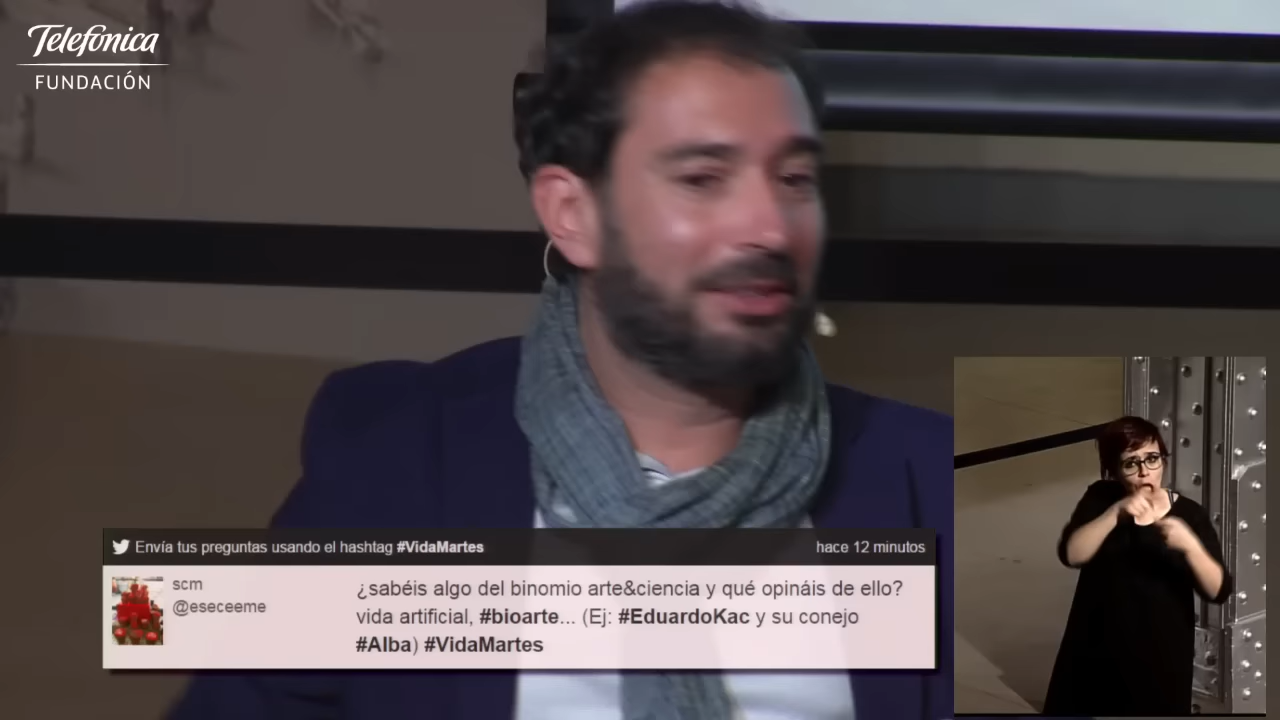 Telefónica
FUNDACIÓN
Envía tus preguntas usando el hashtag #VidaMartes
hace 12 minutos
scm
@eseceeme
¿sabéis algo del binomio arte&ciencia y qué opináis de ello?
vida artificial, #bioarte... (Ej: #EduardoKac y su conejo
#Alba) #VidaMartes